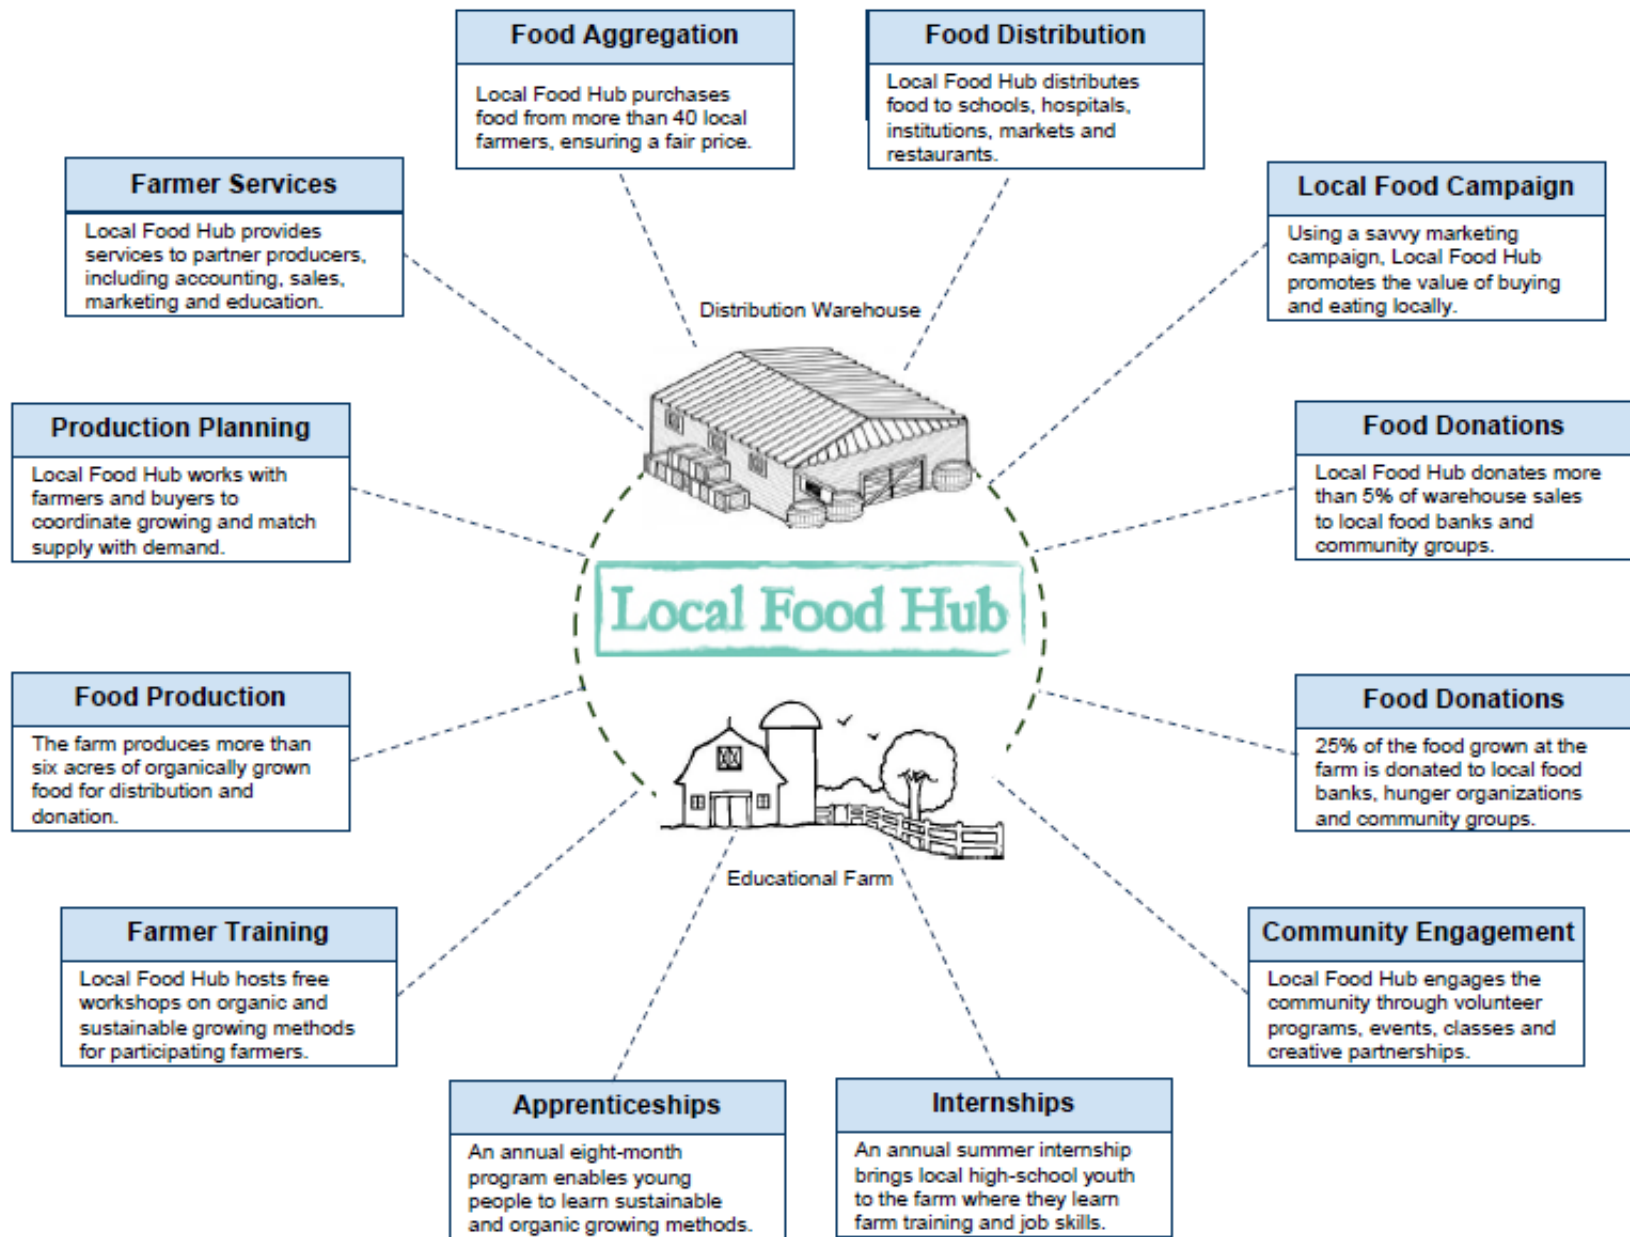 Food Aggregation
Local Food Hub purchases
food from more than 40 local
farmers, ensuring a fair price.
Food Distribution
Local Food Hub distributes
food to schools, hospitals,
institutions, markets and
restaurants.
Farmer Services
Local Food Hub provides
services to partner producers,
including accounting, sales,
marketing and education.
Local Food Campaign
Using a savvy marketing
campaign, Local Food Hub
promotes the value of buying
and eating locally.
Distribution Warehouse
Production Planning
Local Food Hub works with
farmers and buyers to
coordinate growing and match
supply with demand.
Food Donations
Local Food Hub donates more
than 5% of warehouse sales
to local food banks and
community groups.
Local Food Hub
Food Production
The farm produces more than
six acres of organically grown
food for distribution and
donation.
Food Donations
25% of the food grown at the
farm is donated to local food
banks, hunger organizations
and community groups.
Educational Farm
Farmer Training
Local Food Hub hosts free
workshops on organic and
sustainable growing methods
for participating farmers.
Community Engagement
Local Food Hub engages the
community through volunteer
programs, events, classes and
creative partnerships.
Apprenticeships
An annual eight-month
program enables young
people to learn sustainable
and organic growing methods.
Internships
An annual summer internship
brings local high-school youth
to the farm where they learn
farm training and job skills.